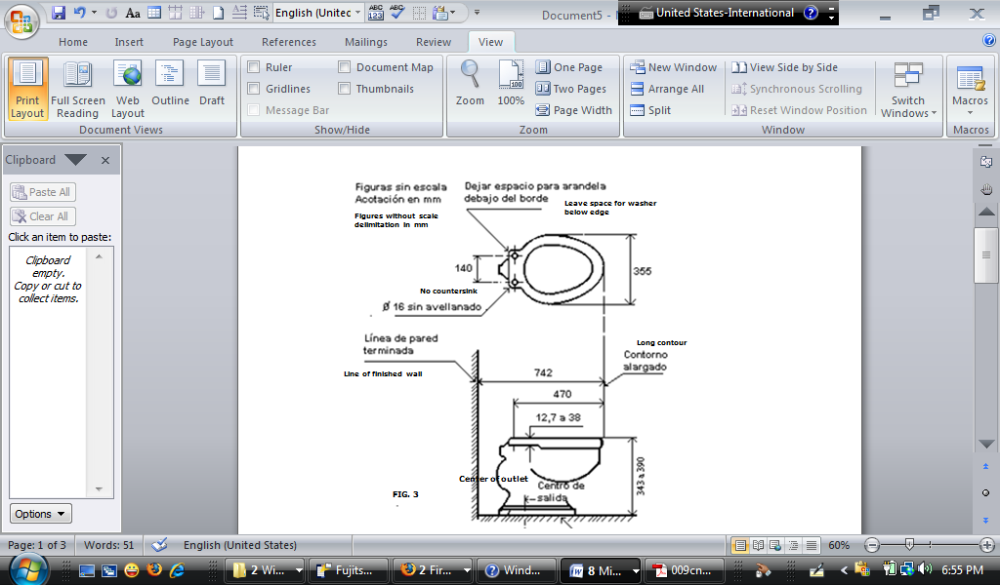 English (Unitec
Document5 -
United States-International
Home Insert Page Layout References Mailings Review View
Print Layout
Full Screen Reading
Web Layout
Outline
Draft
Document Views
Ruler
Gridlines
Message Bar
Document Map
Thumbnails
Show/Hide
Zoom
100%
One Page
Two Pages
Page Width
Zoom
New Window
Arrange All
Split
View Side by Side
Synchronous Scrolling
Reset Window Position
Switch Windows
Window
Macros
Macros
Clipboard
Paste All
Clear All
Click an item to paste:
Clipboard
empty.
Copy or cut to
collect items.
Options
Figuras sin escala
Acotación en mm
Figures without scale
delimitation in mm
Dejar espacio para arandela
debajo del borde
Leave space for washer
below edge
140
355
No countersink
Ø 16 sin avellanado
Línea de pared
terminada
Line of finished wall
Long contour
Contorno
alargado
742
470
12,7 a 38
343 a 390
Center of outlet
Centro de
salida
FIG. 3
Page: 1 of 3 Words: 51 English (United States) 60%
2 Wi... Fujits... 2 Fir... Wind... 8 Mi... 009cn... 6:55 PM